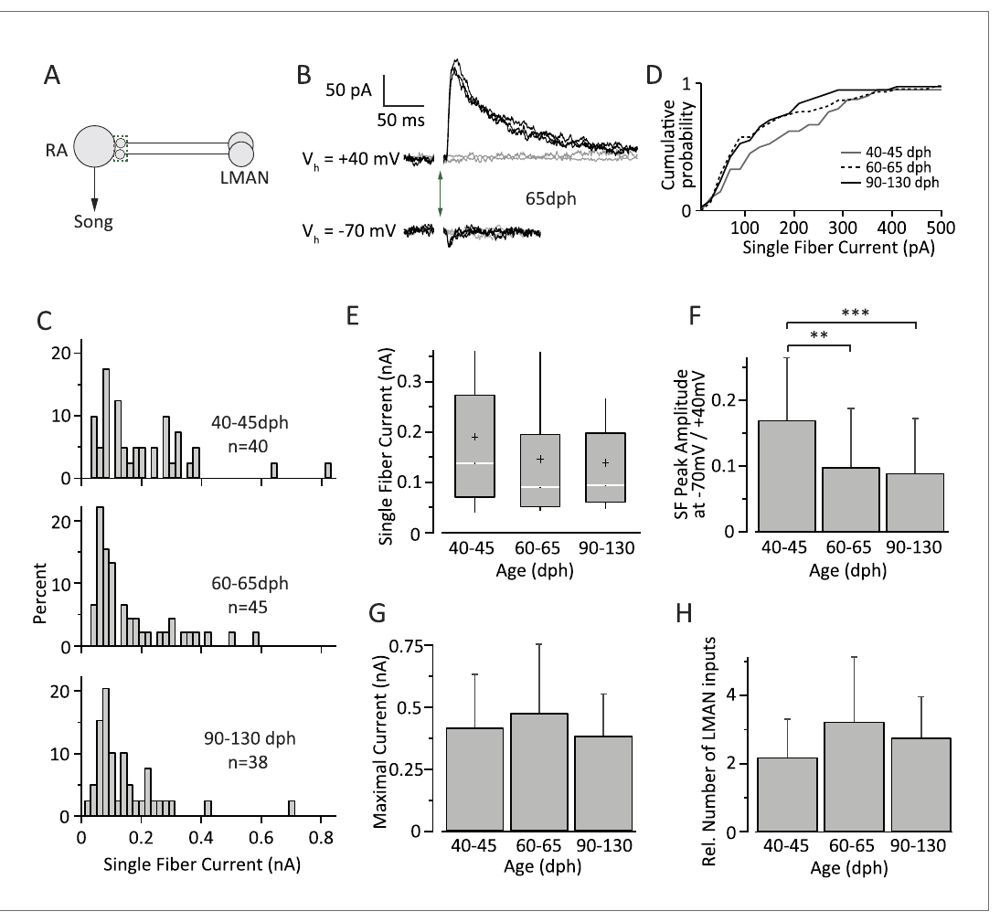 A
RA
LMAN
Song
B
50 pA
50 ms
Vh = +40 mV
65dph
Vh = -70 mV
D
Cumulative
probability
1
0
40-45 dph
60-65 dph
90-130 dph
100 200 300 400 500
Single Fiber Current (pA)
C
Percent
20
10
0
40-45dph
n=40
20
10
0
60-65dph
n=45
20
10
0
90-130 dph
n=38
0 0.2 0.4 0.6 0.8
Single Fiber Current (nA)
E
Single Fiber Current (nA)
0.3
0.2
0.1
0
40-45 60-65 90-130
Age (dph)
F
***
**
SF Peak Amplitude
at -70mV / +40mV
0.2
0.1
0
40-45 60-65 90-130
Age (dph)
G
Maximal Current (nA)
0.75
0.5
0.25
0
40-45 60-65 90-130
Age (dph)
H
Rel. Number of LMAN inputs
4
2
0
40-45 60-65 90-130
Age (dph)